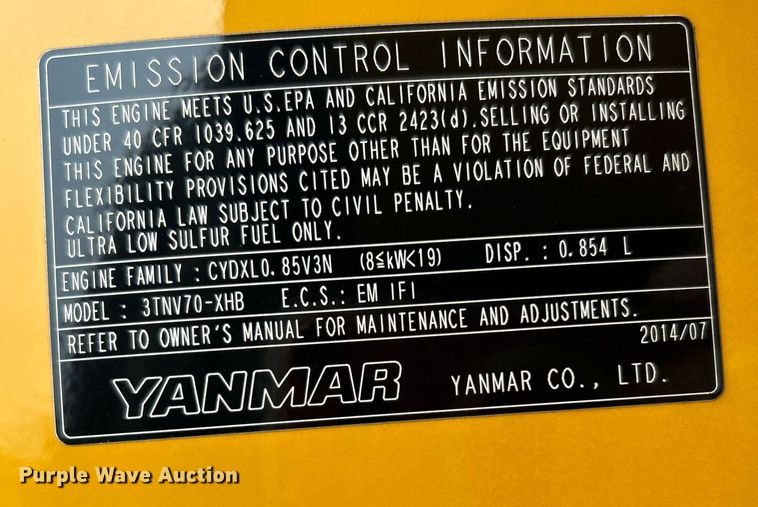 EMISSION CONTROL INFORMATION
THIS ENGINE MEETS U.S.EPA AND CALIFORNIA EMISSION STANDARDS
UNDER 40 CFR 1039.625 AND 13 CCR 2423(d).SELLING OR INSTALLING
THIS ENGINE FOR ANY PURPOSE OTHER THAN FOR THE EQUIPMENT
FLEXIBILITY PROVISIONS CITED MAY BE A VIOLATION OF FEDERAL AND
CALIFORNIA LAW SUBJECT TO CIVIL PENALTY.
ULTRA LOW SULFUR FUEL ONLY.
ENGINE FAMILY : CYDXL0.85V3N (8≦kW<19) DISP. : 0.854 L
MODEL : 3TNV70-XHB E.C.S.: EM IFI
REFER TO OWNER'S MANUAL FOR MAINTENANCE AND ADJUSTMENTS.
2014/07
YANMAR YANMAR CO., LTD.
Purple Wave Auction